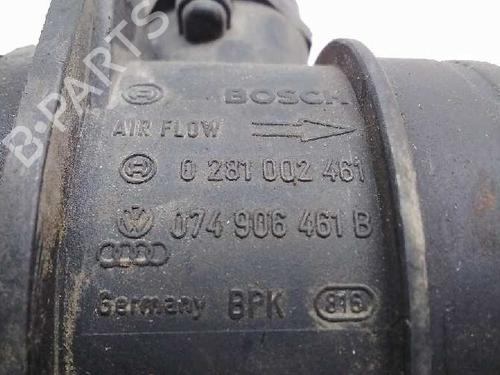 BOSCH
AIR FLOW
0 281 002 461
074 906 461 B
Germany BPK 816
B-PARTS